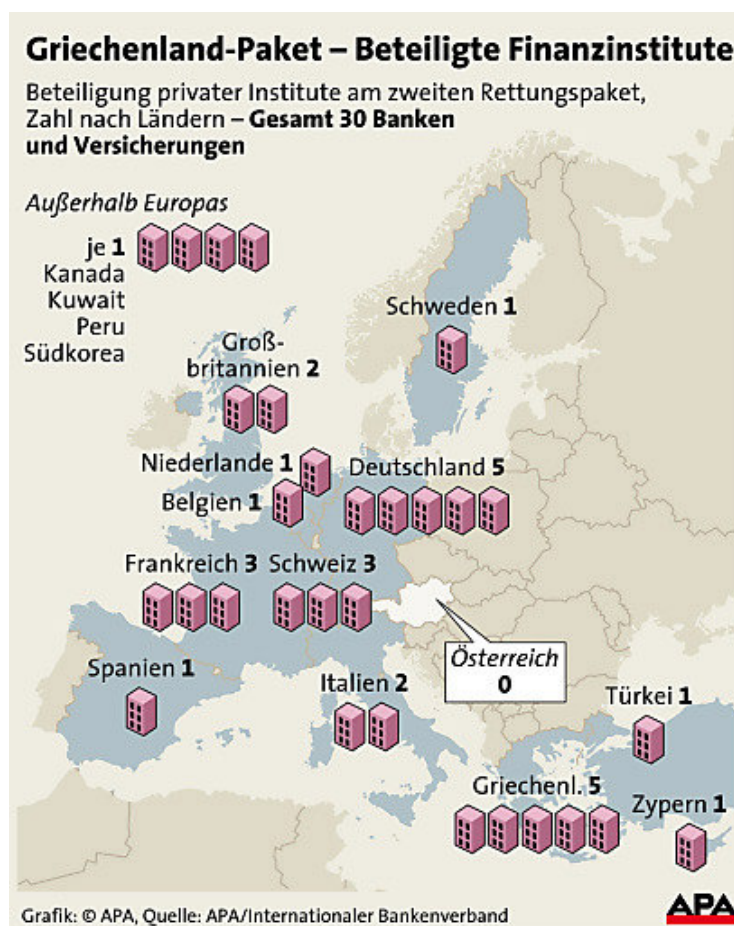 Griechenland-Paket – Beteiligte Finanzinstitute
Beteiligung privater Institute am zweiten Rettungspaket,
Zahl nach Ländern – Gesamt 30 Banken
und Versicherungen
Außerhalb Europas
je 1
Kanada
Kuwait
Peru
Südkorea
Schweden 1
Groß-
britannien 2
Niederlande 1
Deutschland 5
Belgien 1
Frankreich 3
Schweiz 3
Österreich
0
Spanien 1
Italien 2
Türkei 1
Griechenl. 5
Zypern 1
Grafik: © APA, Quelle: APA/Internationaler Bankenverband
APA